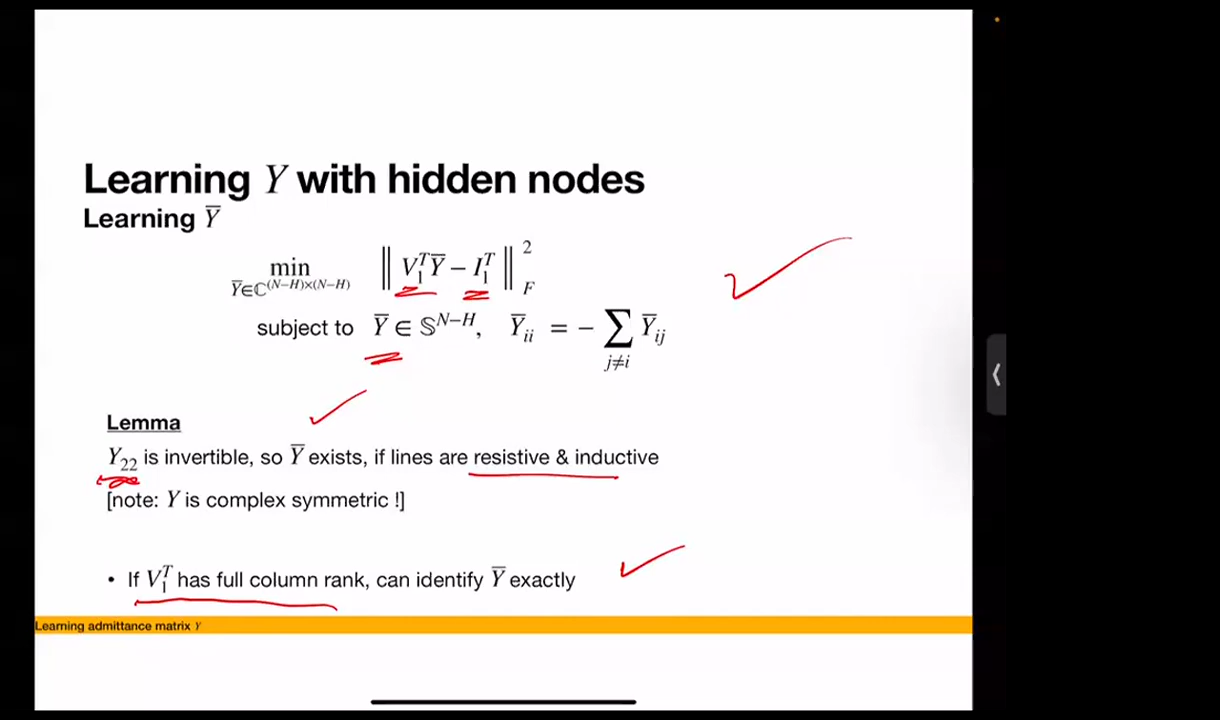 Learning Y with hidden nodes
Learning Ȳ
min ‖ V₁ᵀȲ − I₁ᵀ ‖²_F
Ȳ∈ℂ^(N−H)×(N−H)
subject to Ȳ ∈ 𝕊^N−H, Ȳᵢᵢ = − ∑ Ȳᵢⱼ
j≠i
Lemma
Y₂₂ is invertible, so Ȳ exists, if lines are resistive & inductive
[note: Y is complex symmetric !]
• If V₁ᵀ has full column rank, can identify Ȳ exactly
Learning admittance matrix Y